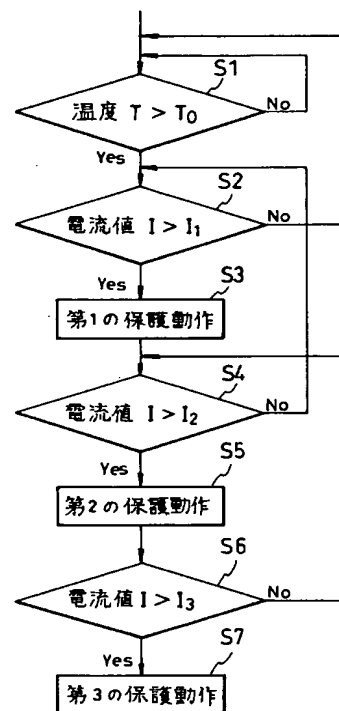 S1
温度 T > T₀
No
Yes
S2
電流値 I > I₁
No
Yes
S3
第1の保護動作
S4
電流値 I > I₂
No
Yes
S5
第2の保護動作
S6
電流値 I > I₃
No
Yes
S7
第3の保護動作